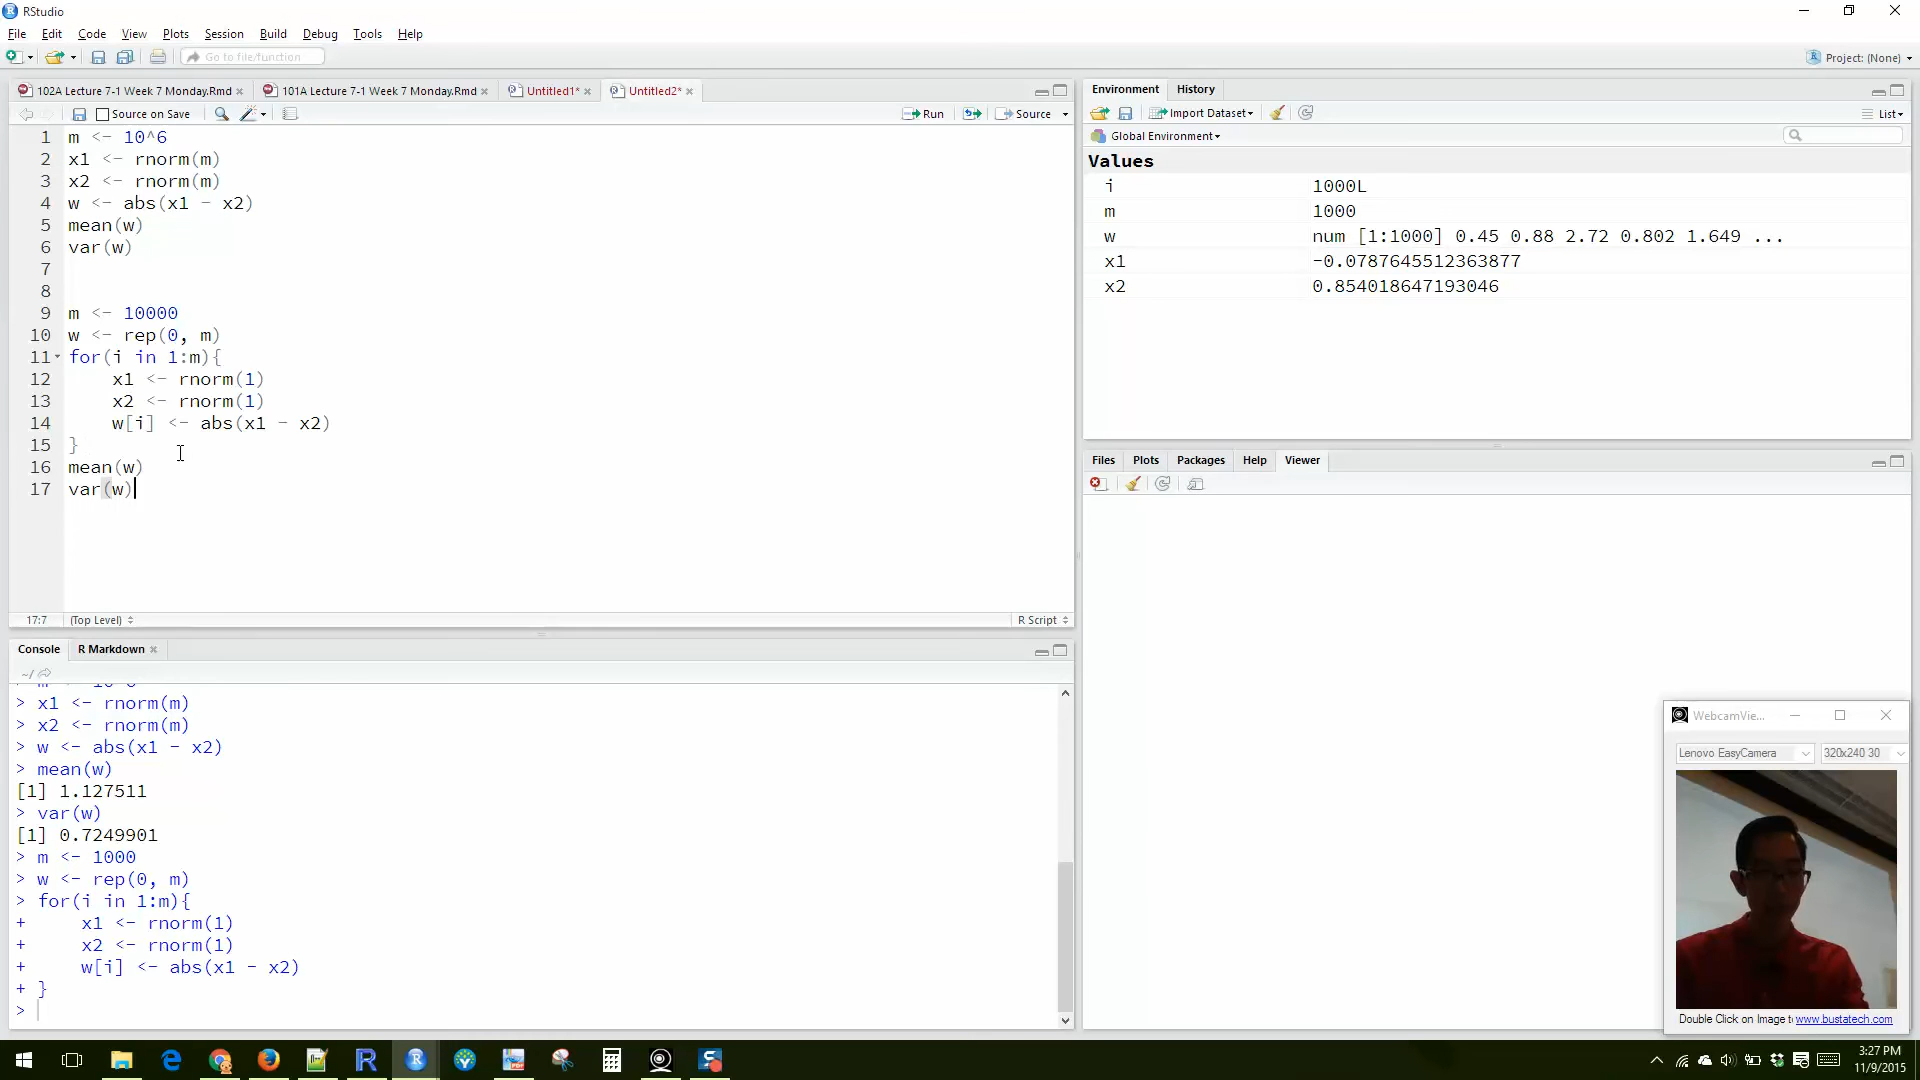 RStudio
File Edit Code View Plots Session Build Debug Tools Help
Go to file/function
Project: (None)
102A Lecture 7-1 Week 7 Monday.Rmd 101A Lecture 7-1 Week 7 Monday.Rmd Untitled1* Untitled2*
Source on Save Run Source
1 m <- 10^6
2 x1 <- rnorm(m)
3 x2 <- rnorm(m)
4 w <- abs(x1 - x2)
5 mean(w)
6 var(w)
7
8
9 m <- 10000
10 w <- rep(0, m)
11 for(i in 1:m){
12 x1 <- rnorm(1)
13 x2 <- rnorm(1)
14 w[i] <- abs(x1 - x2)
15 }
16 mean(w)
17 var(w)
17:7 (Top Level) R Script
Console R Markdown
~/
> x1 <- rnorm(m)
> x2 <- rnorm(m)
> w <- abs(x1 - x2)
> mean(w)
[1] 1.127511
> var(w)
[1] 0.7249901
> m <- 1000
> w <- rep(0, m)
> for(i in 1:m){
+ x1 <- rnorm(1)
+ x2 <- rnorm(1)
+ w[i] <- abs(x1 - x2)
+ }
>
Environment History
Import Dataset List
Global Environment
Values
i 1000L
m 1000
w num [1:1000] 0.45 0.88 2.72 0.802 1.649 ...
x1 -0.0787645512363877
x2 0.854018647193046
Files Plots Packages Help Viewer
WebcamVie...
Lenovo EasyCamera 320x240 30
Double Click on Image t www.bustatech.com
3:27 PM
11/9/2015